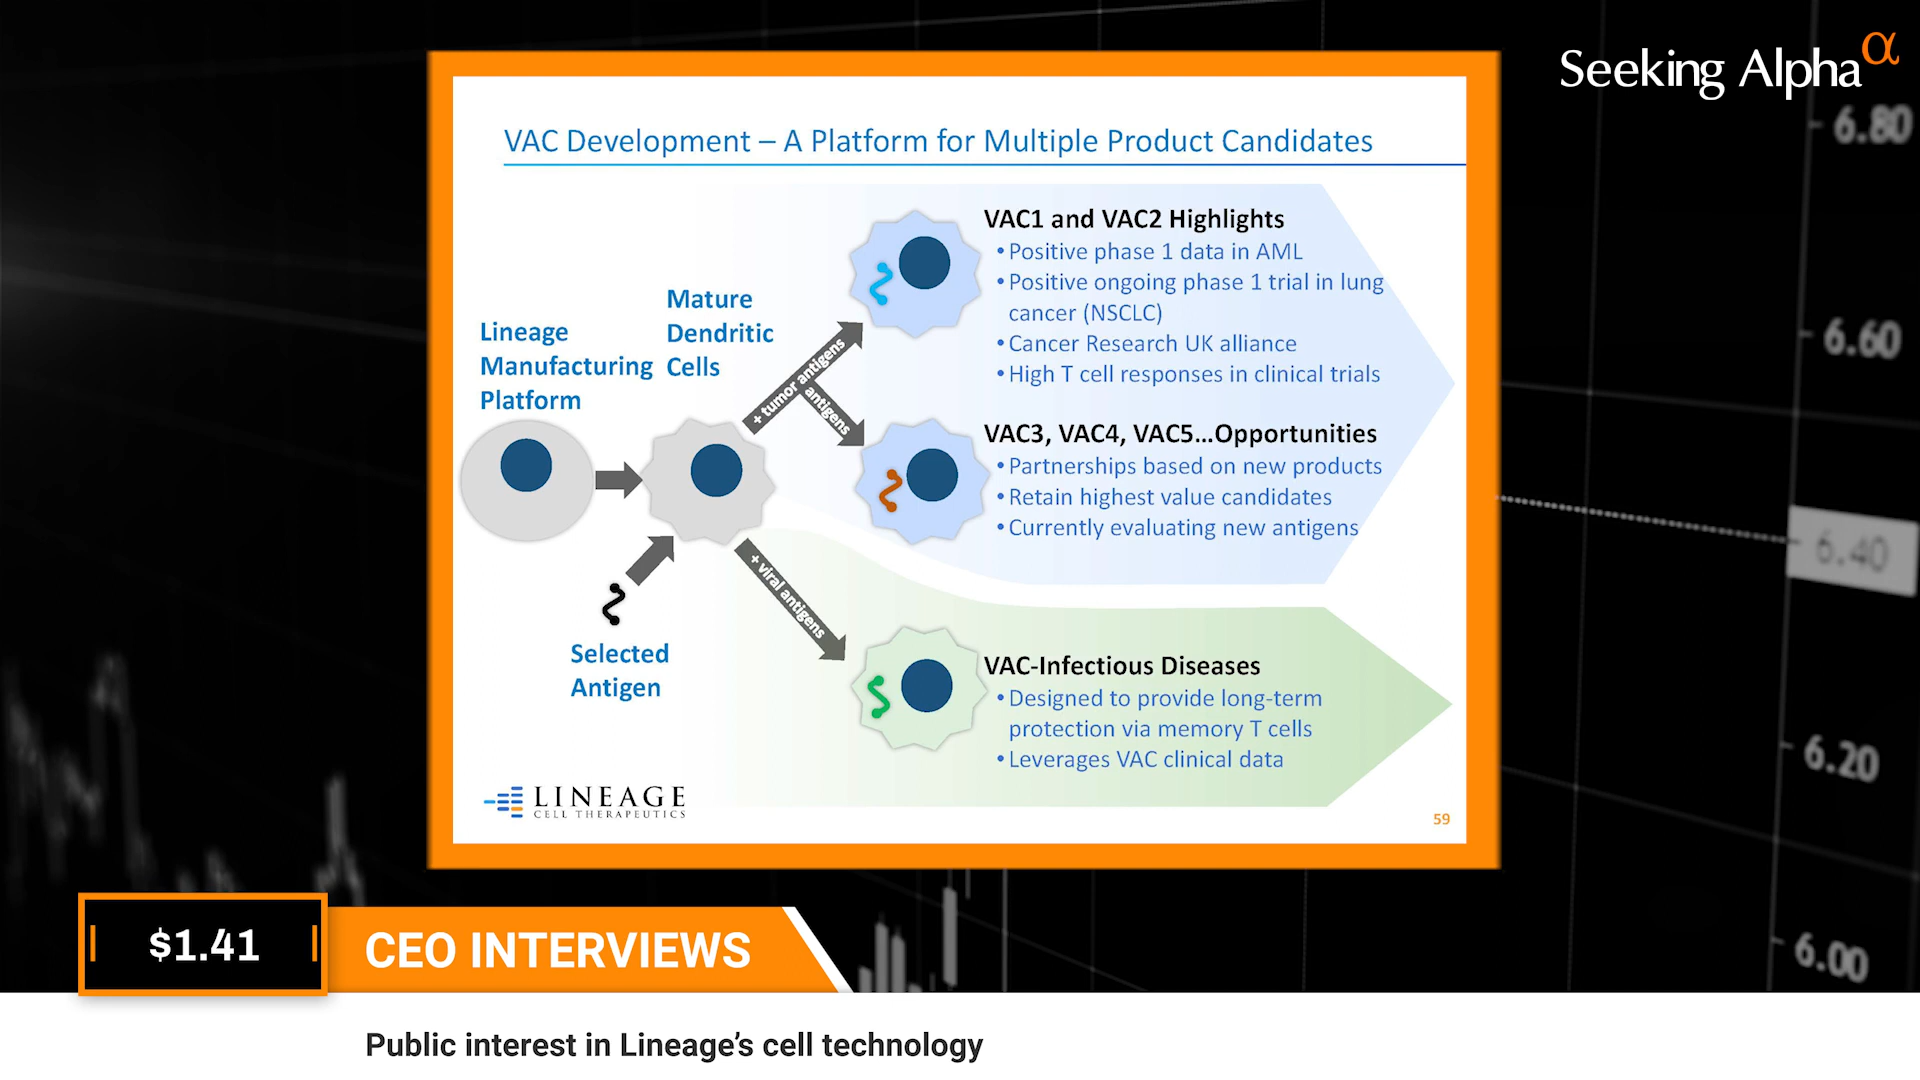 Seeking Alpha α
6.80
6.60
6.40
6.20
6.00
VAC Development – A Platform for Multiple Product Candidates
Lineage
Manufacturing
Platform
Mature
Dendritic
Cells
Selected
Antigen
+ tumor antigens
antigens
+ viral antigens
VAC1 and VAC2 Highlights
• Positive phase 1 data in AML
• Positive ongoing phase 1 trial in lung
cancer (NSCLC)
• Cancer Research UK alliance
• High T cell responses in clinical trials
VAC3, VAC4, VAC5...Opportunities
• Partnerships based on new products
• Retain highest value candidates
• Currently evaluating new antigens
VAC-Infectious Diseases
• Designed to provide long-term
protection via memory T cells
• Leverages VAC clinical data
LINEAGE
CELL THERAPEUTICS
59
$1.41
CEO INTERVIEWS
Public interest in Lineage’s cell technology